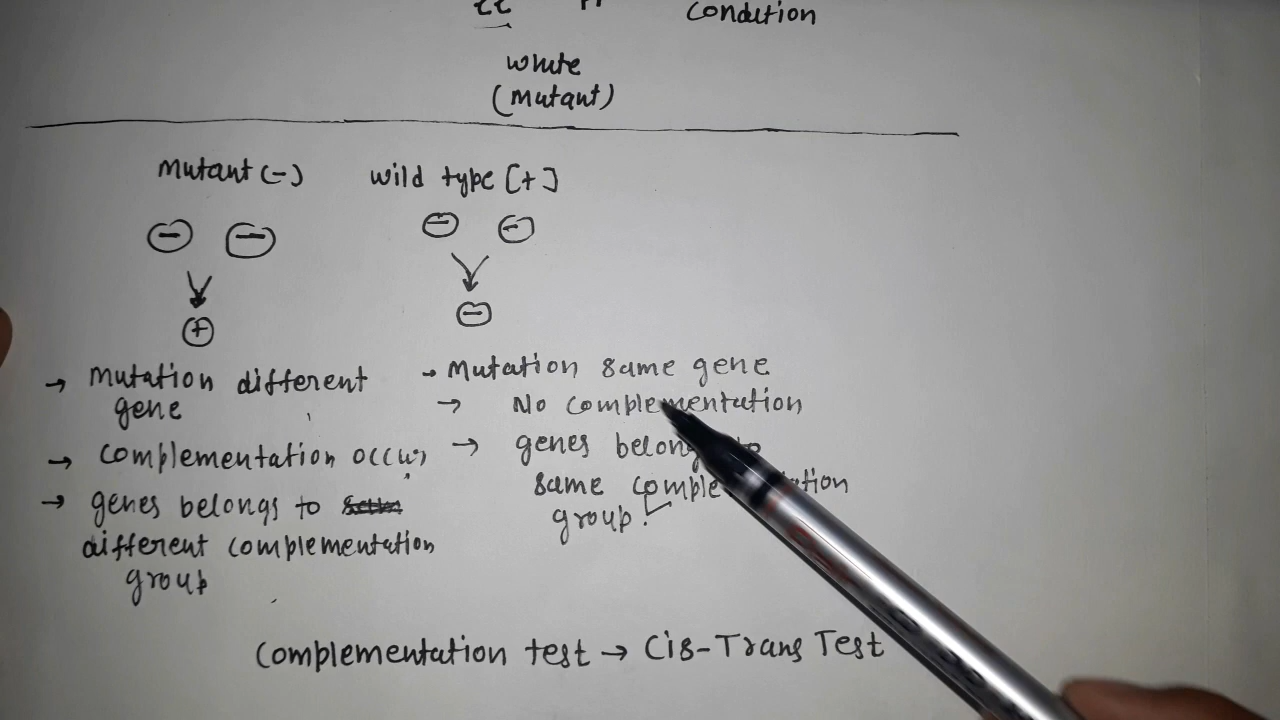 condition
white
(mutant)
mutant (-) wild type [+]
- - - -
+ -
→ mutation different
gene
→ complementation occurs
→ genes belongs to
different complementation
group
→ Mutation same gene
→ No complementation
→ genes belongs to
same complementation
group.
Complementation test → Cis-Trans Test